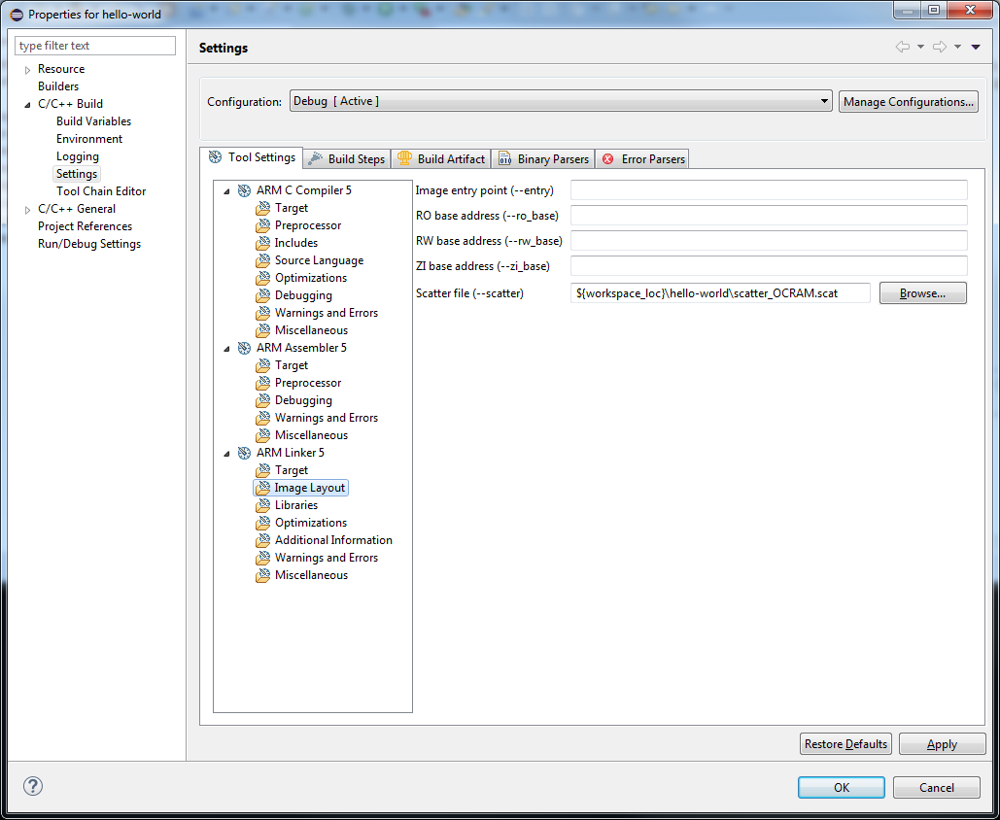 Properties for hello-world
type filter text
Resource
Builders
C/C++ Build
Build Variables
Environment
Logging
Settings
Tool Chain Editor
C/C++ General
Project References
Run/Debug Settings
Settings
Configuration:
Debug [ Active ]
Manage Configurations...
Tool Settings
Build Steps
Build Artifact
Binary Parsers
Error Parsers
ARM C Compiler 5
Target
Preprocessor
Includes
Source Language
Optimizations
Debugging
Warnings and Errors
Miscellaneous
ARM Assembler 5
Target
Preprocessor
Debugging
Warnings and Errors
Miscellaneous
ARM Linker 5
Target
Image Layout
Libraries
Optimizations
Additional Information
Warnings and Errors
Miscellaneous
Image entry point (--entry)
RO base address (--ro_base)
RW base address (--rw_base)
ZI base address (--zi_base)
Scatter file (--scatter)
${workspace_loc}\hello-world\scatter_OCRAM.scat
Browse...
Restore Defaults
Apply
OK
Cancel